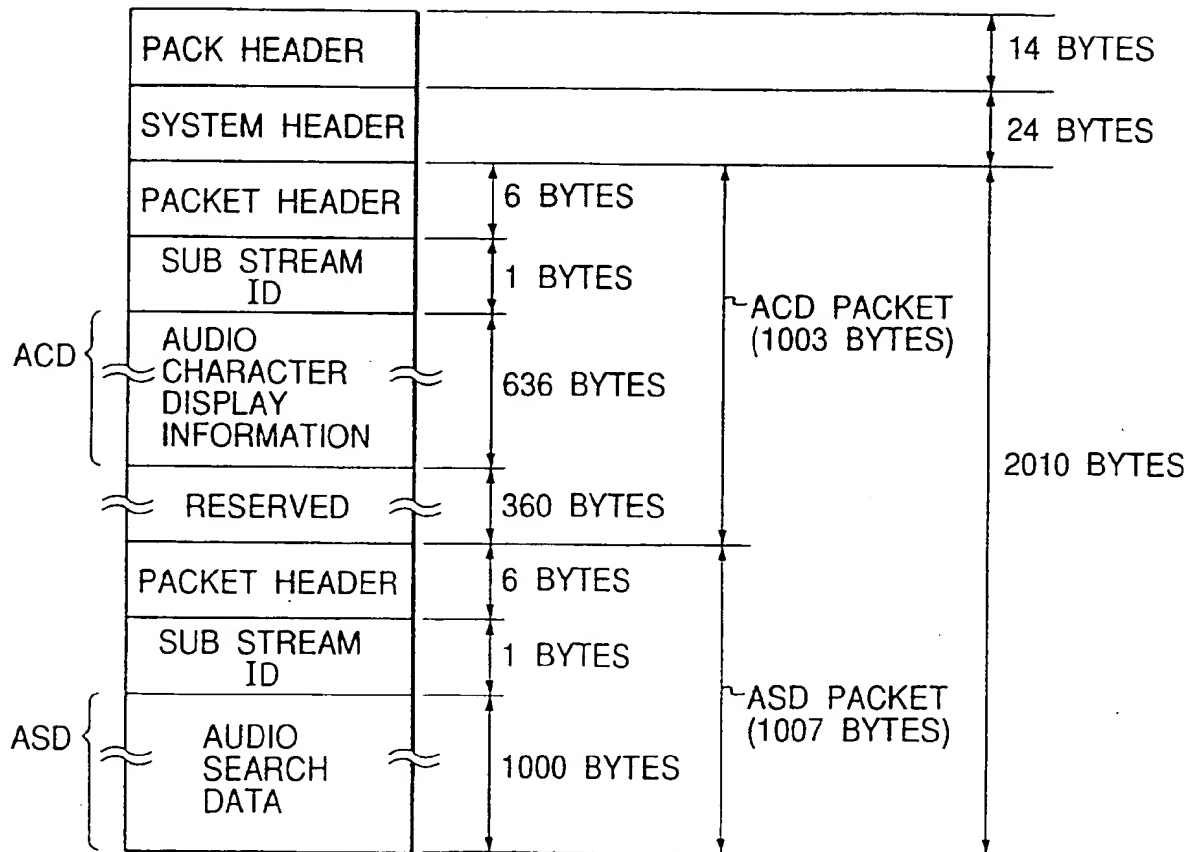 PACK HEADER
14 BYTES
SYSTEM HEADER
24 BYTES
PACKET HEADER
6 BYTES
SUB STREAM
ID
1 BYTES
ACD PACKET
(1003 BYTES)
ACD
AUDIO
CHARACTER
DISPLAY
INFORMATION
636 BYTES
2010 BYTES
RESERVED
360 BYTES
PACKET HEADER
6 BYTES
SUB STREAM
ID
1 BYTES
ASD PACKET
(1007 BYTES)
ASD
AUDIO
SEARCH
DATA
1000 BYTES